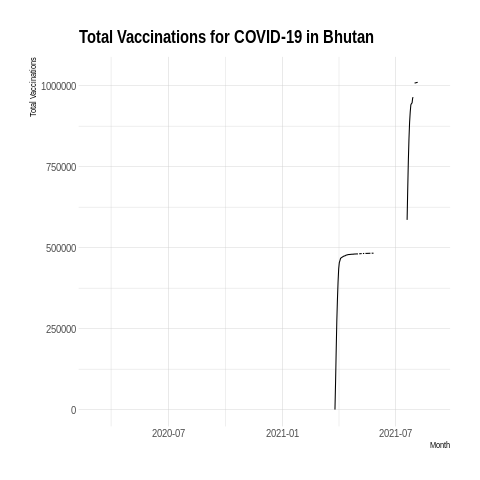 Total Vaccinations for COVID-19 in Bhutan
Total Vaccinations
1000000
750000
500000
250000
0
2020-07 2021-01 2021-07
Month